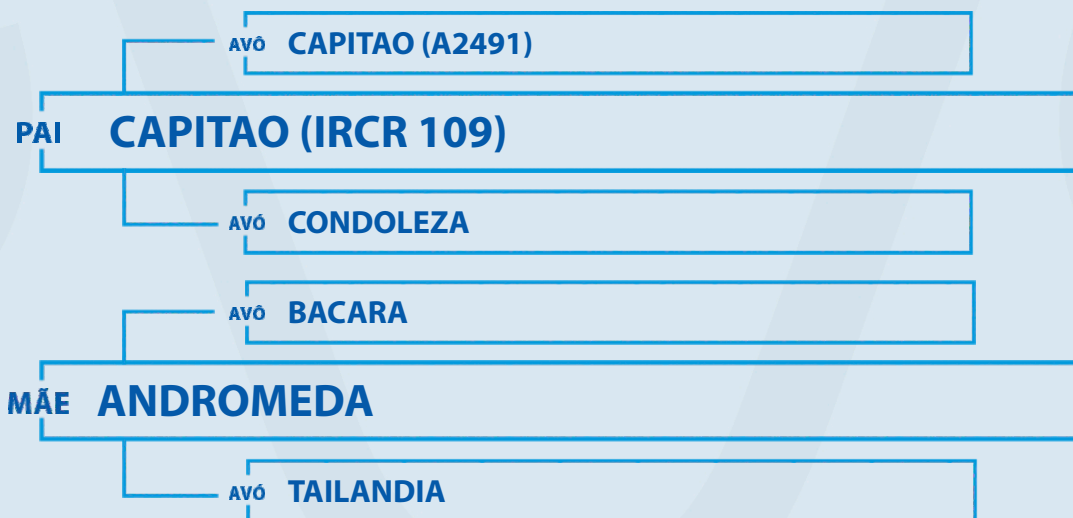 AVÔ CAPITAO (A2491)
PAI CAPITAO (IRCR 109)
AVÓ CONDOLEZA
AVÔ BACARA
MÃE ANDROMEDA
AVÓ TAILANDIA